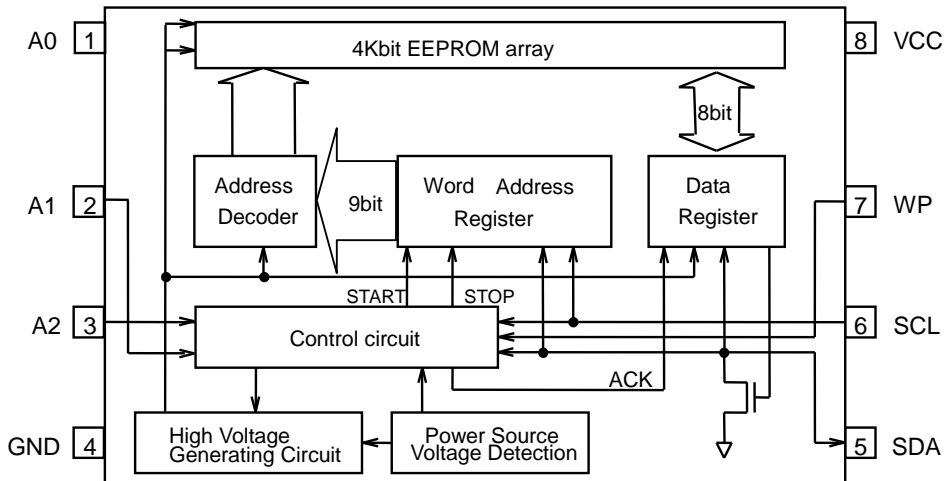 A0 1
4Kbit EEPROM array
8 VCC
8bit
A1 2
Address
Decoder
9bit
Word Address
Register
Data
Register
7 WP
START
STOP
A2 3
Control circuit
6 SCL
ACK
GND 4
High Voltage
Generating Circuit
Power Source
Voltage Detection
5 SDA